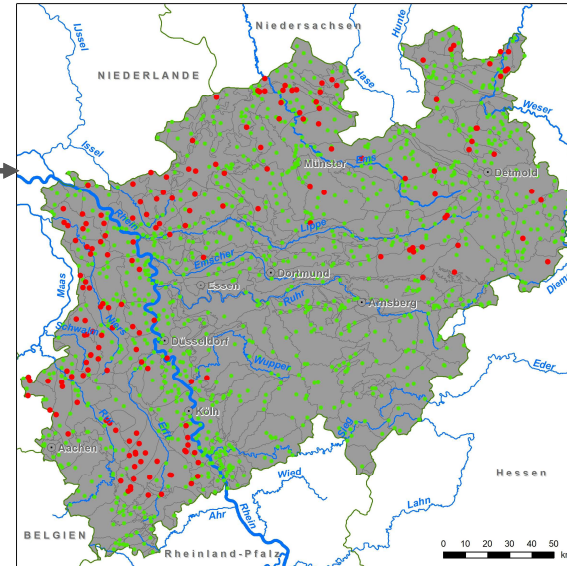 Niedersachsen
IJssel
Hunte
NIEDERLANDE
Hase
Weser
Issel
Münster
Ems
Detmold
Rhein
Lippe
Emscher
Dortmund
Maas
Essen
Ruhr
Arnsberg
Diem
Niers
Schwalm
Düsseldorf
Wupper
Eder
Köln
Rur
Erft
Sieg
Aachen
Wied
Hessen
Lahn
Ahr
Rhein
BELGIEN
Rheinland-Pfalz
0 10 20 30 40 50
km